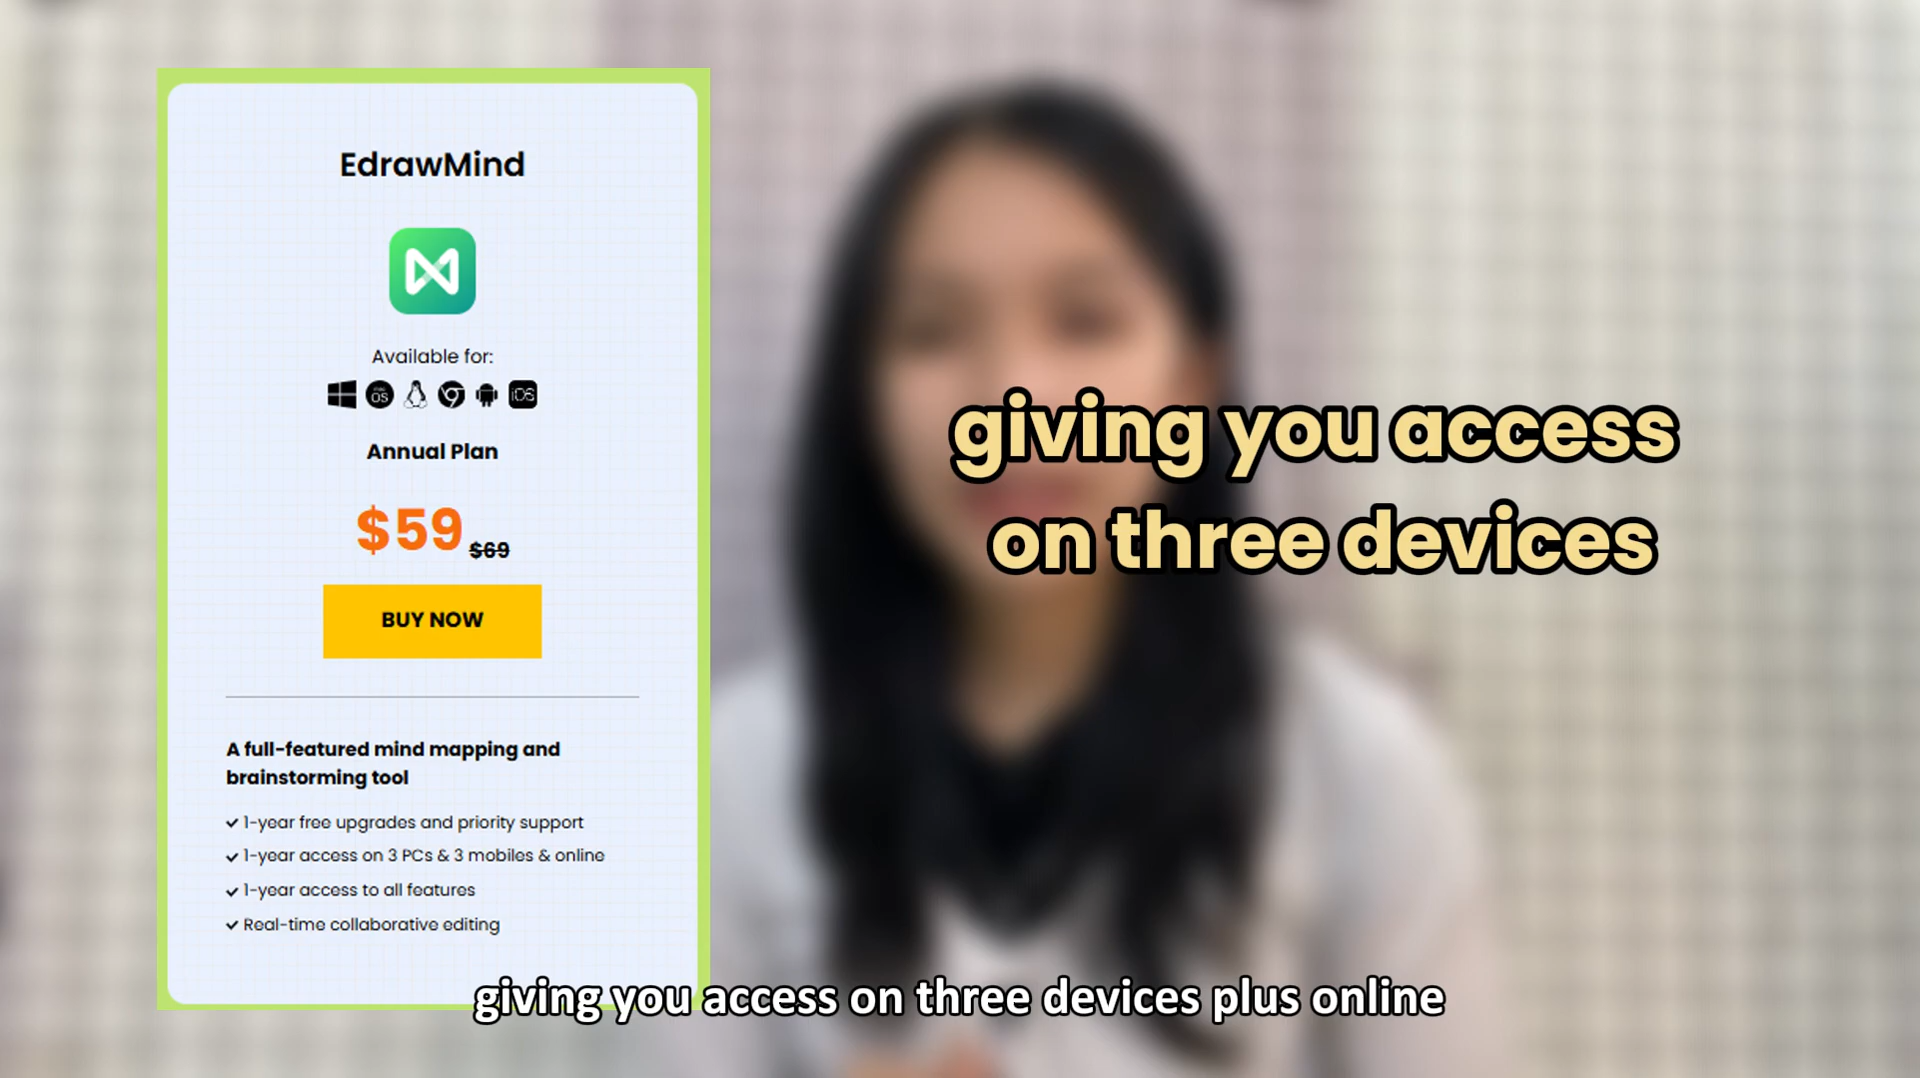 EdrawMind
Available for:
macOS
iOS
Annual Plan
$59 $69
BUY NOW
A full-featured mind mapping and
brainstorming tool
1-year free upgrades and priority support
1-year access on 3 PCs & 3 mobiles & online
1-year access to all features
Real-time collaborative editing
giving you access
on three devices
giving you access on three devices plus online